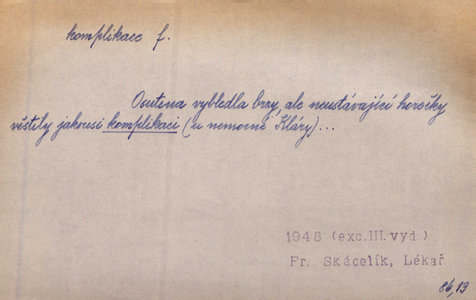 komplikace f.
Osutina vybledla brzy, ale neustávající horečky
věstily jakousi komplikaci (u nemocné Kláry)...
1948 (exc.III.vyd.)
Fr. Skácelík, Lékař
86,13